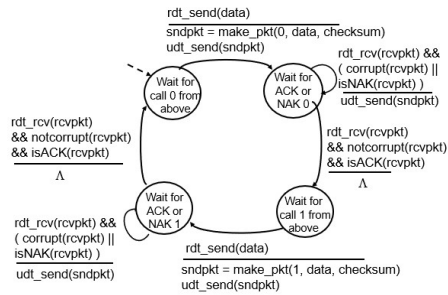 rdt_send(data)
sndpkt = make_pkt(0, data, checksum)
udt_send(sndpkt)
Wait for
call 0 from
above
Wait for
ACK or
NAK 0
rdt_rcv(rcvpkt) &&
( corrupt(rcvpkt) ||
isNAK(rcvpkt) )
udt_send(sndpkt)
rdt_rcv(rcvpkt)
&& notcorrupt(rcvpkt)
&& isACK(rcvpkt)
Λ
rdt_rcv(rcvpkt)
&& notcorrupt(rcvpkt)
&& isACK(rcvpkt)
Λ
Wait for
ACK or
NAK 1
Wait for
call 1 from
above
rdt_rcv(rcvpkt) &&
( corrupt(rcvpkt) ||
isNAK(rcvpkt) )
udt_send(sndpkt)
rdt_send(data)
sndpkt = make_pkt(1, data, checksum)
udt_send(sndpkt)